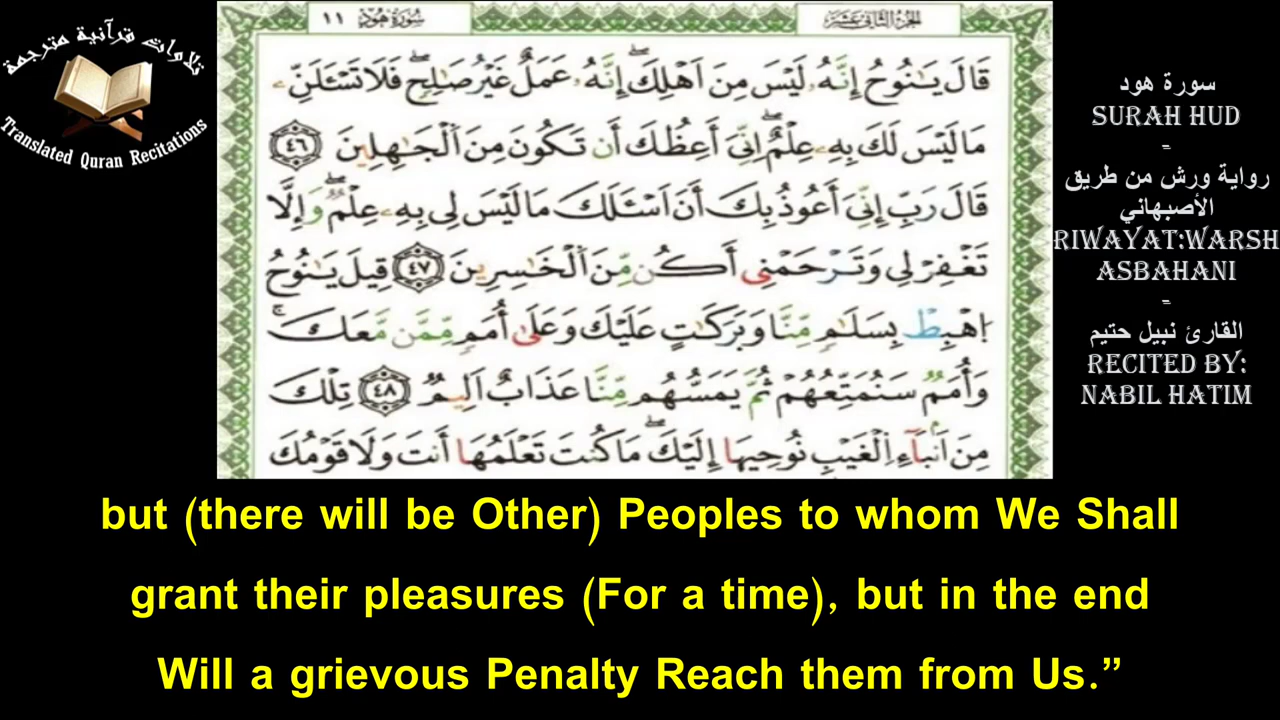 تلاوات قرآنية مترجمة
Translated Quran Recitations
سُورَةُ هُود ١١
الجزء الثاني عشر
قَالَ يَـٰنُوحُ إِنَّهُۥ لَيْسَ مِنَ اَهْلِكَ إِنَّهُۥ عَمَلٌ غَيْرُ صَـٰلِحٍ فَلَا تَسْـَٔلَنِّۦ
مَا لَيْسَ لَكَ بِهِۦ عِلْمٌ إِنِّىَ أَعِظُكَ أَن تَكُونَ مِنَ اَلْجَـٰهِلِينَ ٤٦
قَالَ رَبِّ إِنِّىَ أَعُوذُ بِكَ أَنَ اَسْـَٔلَكَ مَا لَيْسَ لِى بِهِۦ عِلْمٌ وَإِلَّا
تَغْفِرْ لِى وَتَرْحَمْنِى أَكُن مِّنَ اَلْخَـٰسِرِينَ ٤٧ قِيلَ يَـٰنُوحُ
اِهْبِطْ بِسَلَـٰمٍ مِّنَّا وَبَرَكَـٰتٍ عَلَيْكَ وَعَلَىٰ أُمَمٍ مِّمَّن مَّعَكَ
وَأُمَمٌ سَنُمَتِّعُهُمْ ثُمَّ يَمَسُّهُم مِّنَّا عَذَابٌ اَلِيمٌ ٤٨ تِلْكَ
مِنَ اَنۢبَآءِ اِلْغَيْبِ نُوحِيهَا إِلَيْكَ مَا كُنتَ تَعْلَمُهَا أَنتَ وَلَا قَوْمُكَ
سورة هود
SURAH HUD
-
رواية ورش من طريق
الأصبهاني
RIWAYAT:WARSH
ASBAHANI
-
القارئ نبيل حتيم
RECITED BY:
NABIL HATIM
but (there will be Other) Peoples to whom We Shall
grant their pleasures (For a time), but in the end
Will a grievous Penalty Reach them from Us.”